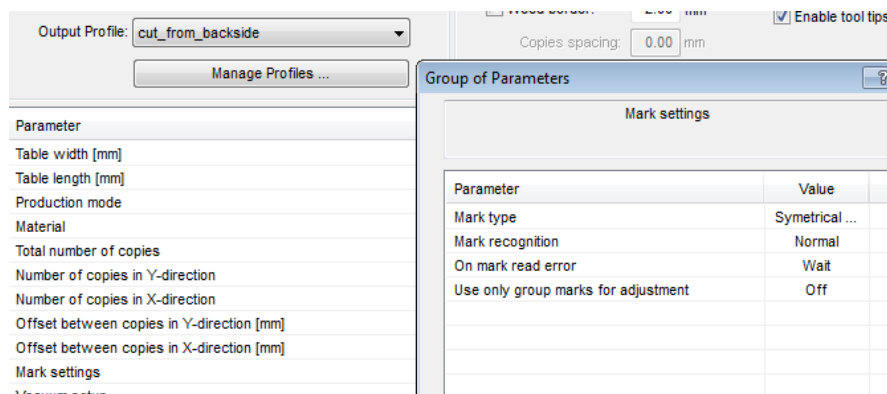 Output Profile: cut_from_backside
Manage Profiles ...
Parameter
Table width [mm]
Table length [mm]
Production mode
Material
Total number of copies
Number of copies in Y-direction
Number of copies in X-direction
Offset between copies in Y-direction [mm]
Offset between copies in X-direction [mm]
Mark settings
mm
Enable tool tips
Copies spacing: 0.00 mm
Group of Parameters ?
Mark settings
Parameter Value
Mark type Symetrical ...
Mark recognition Normal
On mark read error Wait
Use only group marks for adjustment Off